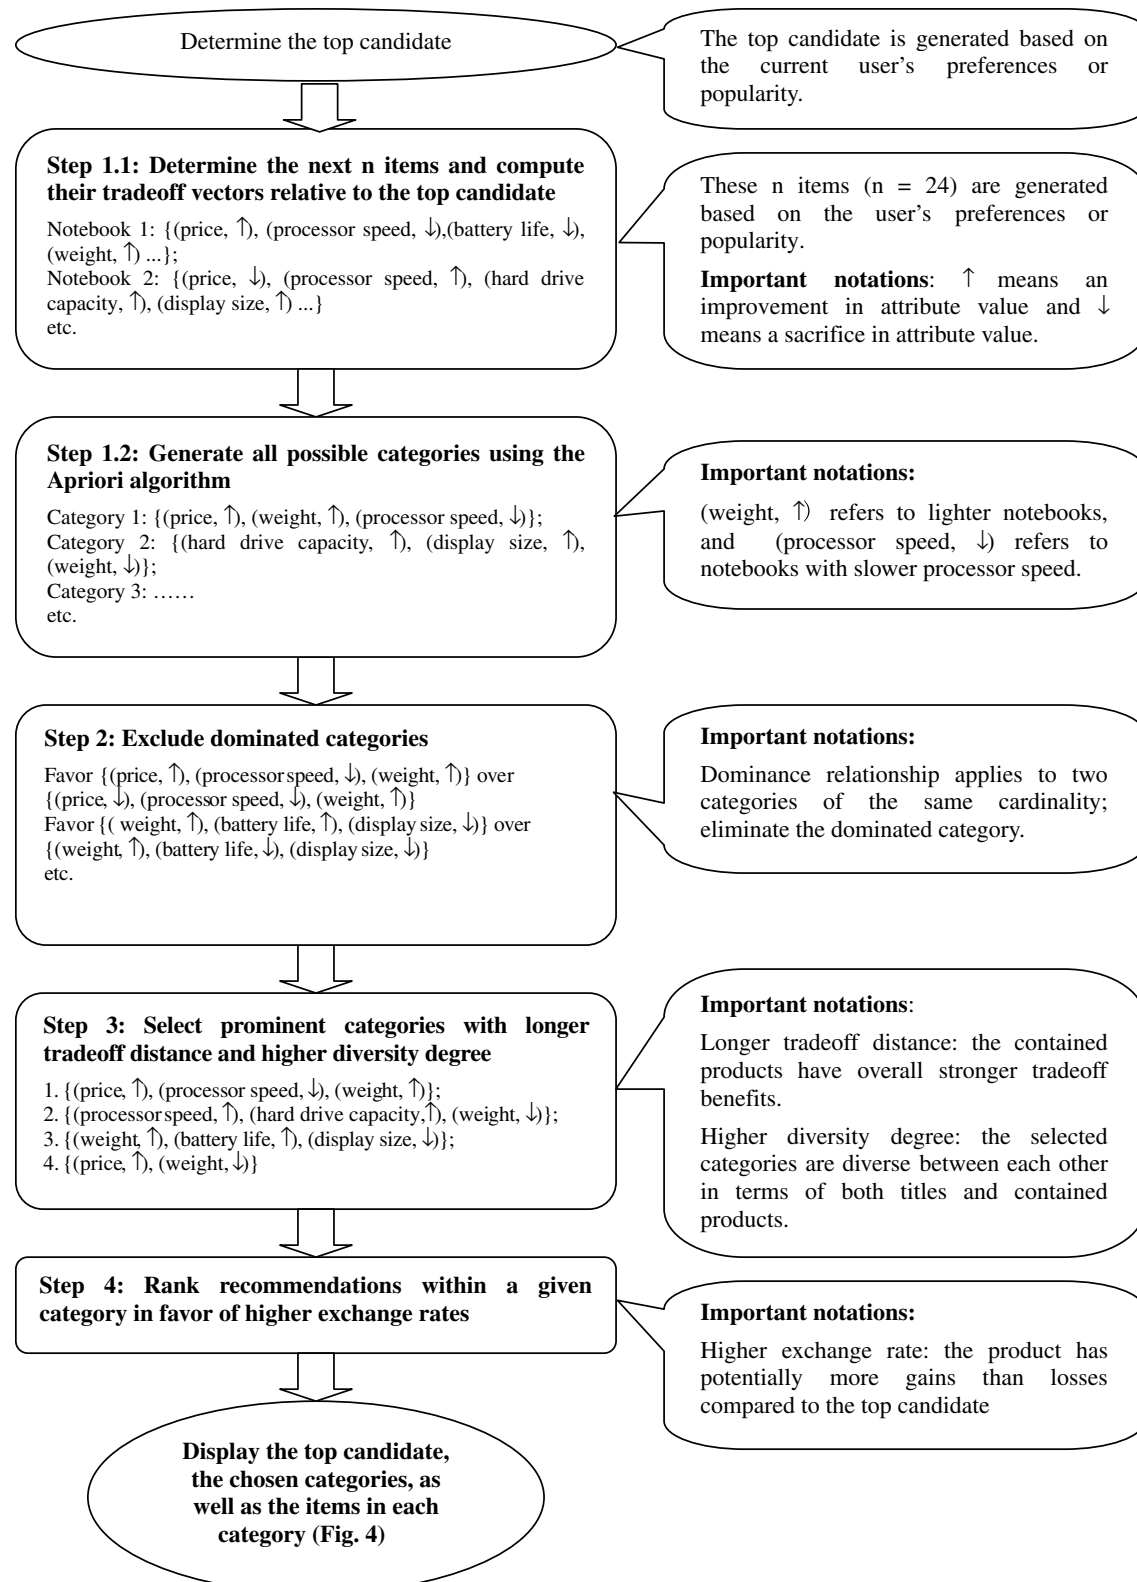 Determine the top candidate
The top candidate is generated based on
the current user's preferences or
popularity.
Step 1.1: Determine the next n items and compute
their tradeoff vectors relative to the top candidate
Notebook 1: {(price, ↑), (processor speed, ↓),(battery life, ↓),
(weight, ↑) ...};
Notebook 2: {(price, ↓), (processor speed, ↑), (hard drive
capacity, ↑), (display size, ↑) ...}
etc.
These n items (n = 24) are generated
based on the user's preferences or
popularity.
Important notations: ↑ means an
improvement in attribute value and ↓
means a sacrifice in attribute value.
Step 1.2: Generate all possible categories using the
Apriori algorithm
Category 1: {(price, ↑), (weight, ↑), (processor speed, ↓)};
Category 2: {(hard drive capacity, ↑), (display size, ↑),
(weight, ↓)};
Category 3: ......
etc.
Important notations:
(weight, ↑) refers to lighter notebooks,
and (processor speed, ↓) refers to
notebooks with slower processor speed.
Step 2: Exclude dominated categories
Favor {(price, ↑), (processor speed, ↓), (weight, ↑)} over
{(price, ↓), (processor speed, ↓), (weight, ↑)}
Favor {( weight, ↑), (battery life, ↑), (display size, ↓)} over
{(weight, ↑), (battery life, ↓), (display size, ↓)}
etc.
Important notations:
Dominance relationship applies to two
categories of the same cardinality;
eliminate the dominated category.
Step 3: Select prominent categories with longer
tradeoff distance and higher diversity degree
1. {(price, ↑), (processor speed, ↓), (weight, ↑)};
2. {(processor speed, ↑), (hard drive capacity,↑), (weight, ↓)};
3. {(weight, ↑), (battery life, ↑), (display size, ↓)};
4. {(price, ↑), (weight, ↓)}
Important notations:
Longer tradeoff distance: the contained
products have overall stronger tradeoff
benefits.
Higher diversity degree: the selected
categories are diverse between each other
in terms of both titles and contained
products.
Step 4: Rank recommendations within a given
category in favor of higher exchange rates
Important notations:
Higher exchange rate: the product has
potentially more gains than losses
compared to the top candidate
Display the top candidate,
the chosen categories, as
well as the items in each
category (Fig. 4)